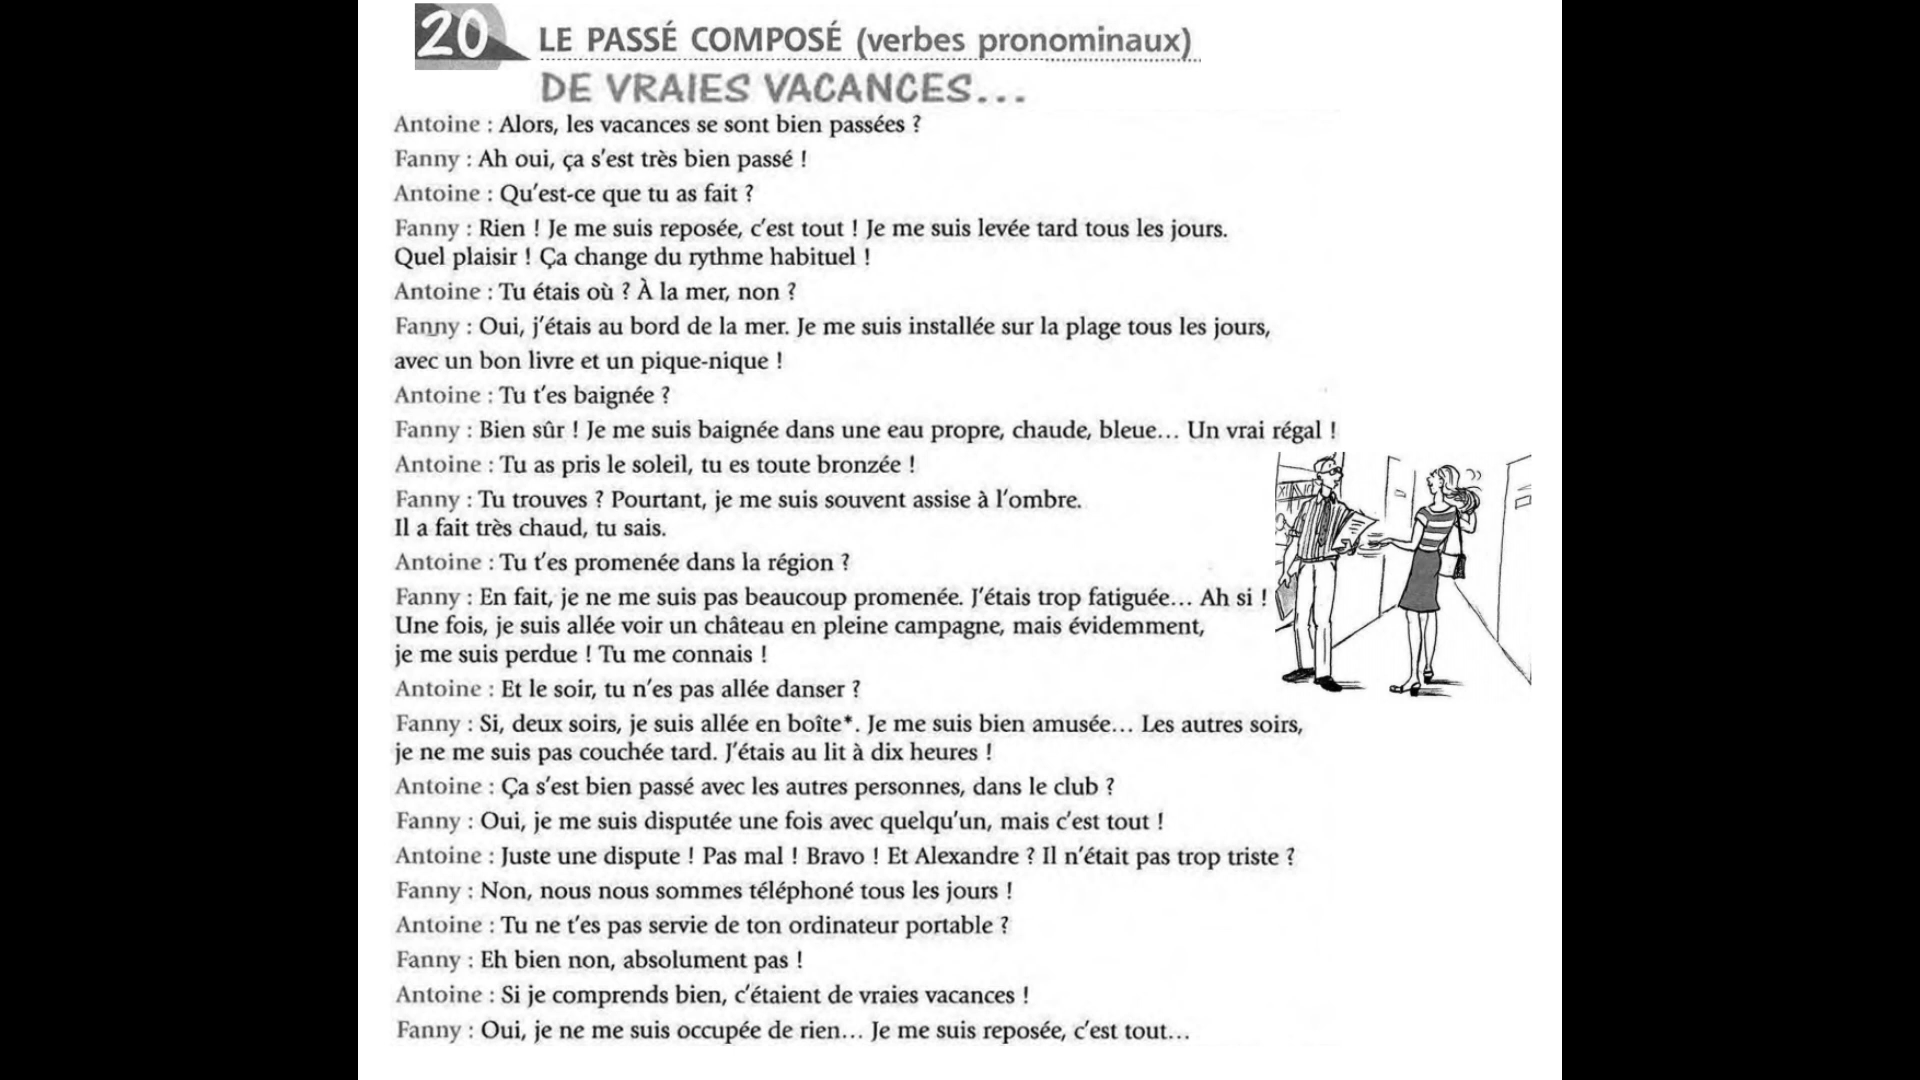 20
LE PASSÉ COMPOSÉ (verbes pronominaux)
DE VRAIES VACANCES...
Antoine : Alors, les vacances se sont bien passées ?
Fanny : Ah oui, ça s'est très bien passé !
Antoine : Qu'est-ce que tu as fait ?
Fanny : Rien ! Je me suis reposée, c'est tout ! Je me suis levée tard tous les jours.
Quel plaisir ! Ça change du rythme habituel !
Antoine : Tu étais où ? À la mer, non ?
Fanny : Oui, j'étais au bord de la mer. Je me suis installée sur la plage tous les jours,
avec un bon livre et un pique-nique !
Antoine : Tu t'es baignée ?
Fanny : Bien sûr ! Je me suis baignée dans une eau propre, chaude, bleue... Un vrai régal !
Antoine : Tu as pris le soleil, tu es toute bronzée !
Fanny : Tu trouves ? Pourtant, je me suis souvent assise à l'ombre.
Il a fait très chaud, tu sais.
Antoine : Tu t'es promenée dans la région ?
Fanny : En fait, je ne me suis pas beaucoup promenée. J'étais trop fatiguée... Ah si !
Une fois, je suis allée voir un château en pleine campagne, mais évidemment,
je me suis perdue ! Tu me connais !
Antoine : Et le soir, tu n'es pas allée danser ?
Fanny : Si, deux soirs, je suis allée en boîte*. Je me suis bien amusée... Les autres soirs,
je ne me suis pas couchée tard. J'étais au lit à dix heures !
Antoine : Ça s'est bien passé avec les autres personnes, dans le club ?
Fanny : Oui, je me suis disputée une fois avec quelqu'un, mais c'est tout !
Antoine : Juste une dispute ! Pas mal ! Bravo ! Et Alexandre ? Il n'était pas trop triste ?
Fanny : Non, nous nous sommes téléphoné tous les jours !
Antoine : Tu ne t'es pas servie de ton ordinateur portable ?
Fanny : Eh bien non, absolument pas !
Antoine : Si je comprends bien, c'étaient de vraies vacances !
Fanny : Oui, je ne me suis occupée de rien... Je me suis reposée, c'est tout...